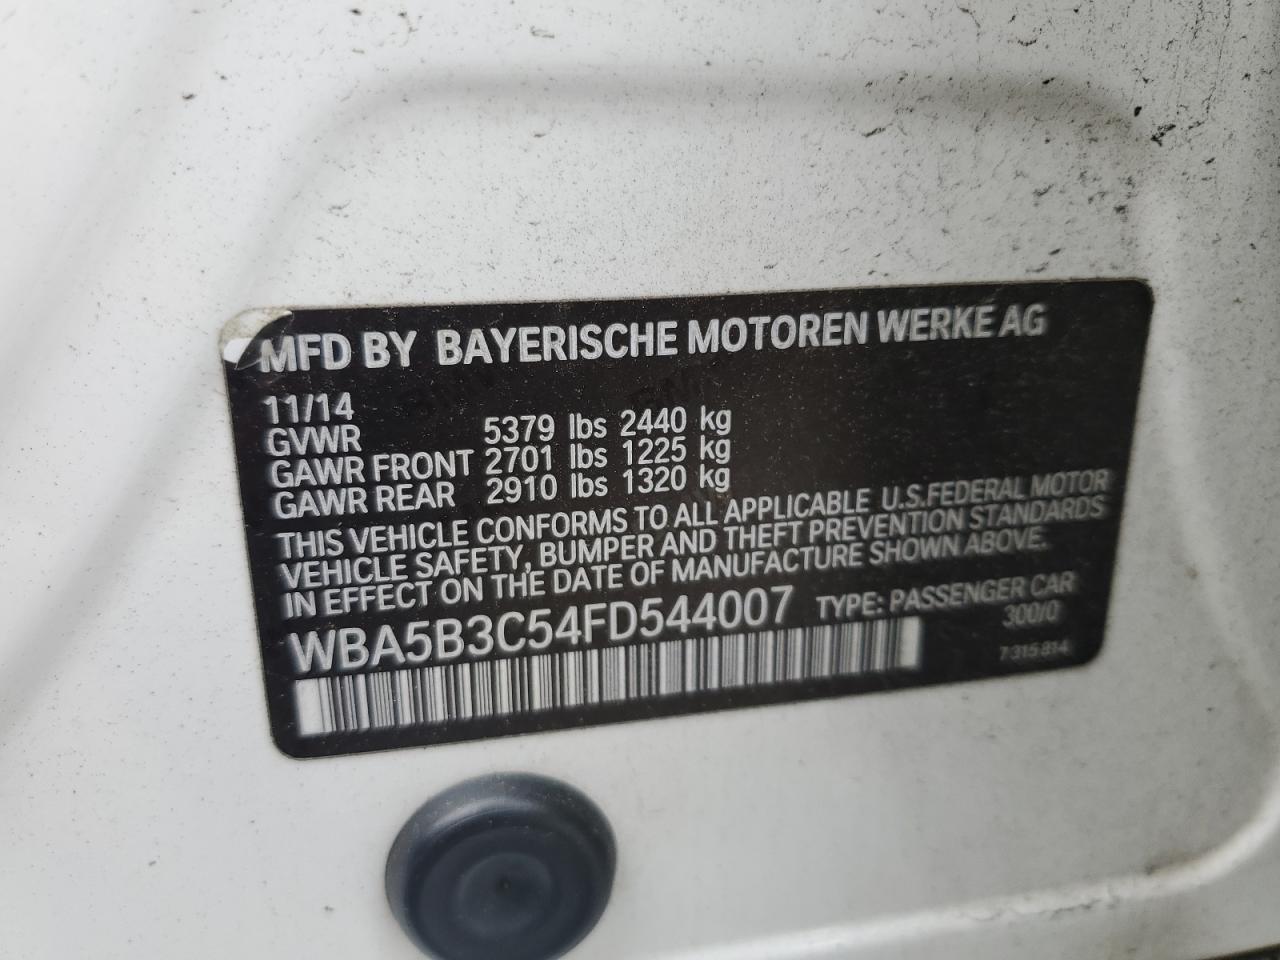 MFD BY BAYERISCHE MOTOREN WERKE AG
11/14
GVWR 5379 lbs 2440 kg
GAWR FRONT 2701 lbs 1225 kg
GAWR REAR 2910 lbs 1320 kg
THIS VEHICLE CONFORMS TO ALL APPLICABLE U.S.FEDERAL MOTOR
VEHICLE SAFETY, BUMPER AND THEFT PREVENTION STANDARDS
IN EFFECT ON THE DATE OF MANUFACTURE SHOWN ABOVE.
WBA5B3C54FD544007 TYPE: PASSENGER CAR
300/0
7315814